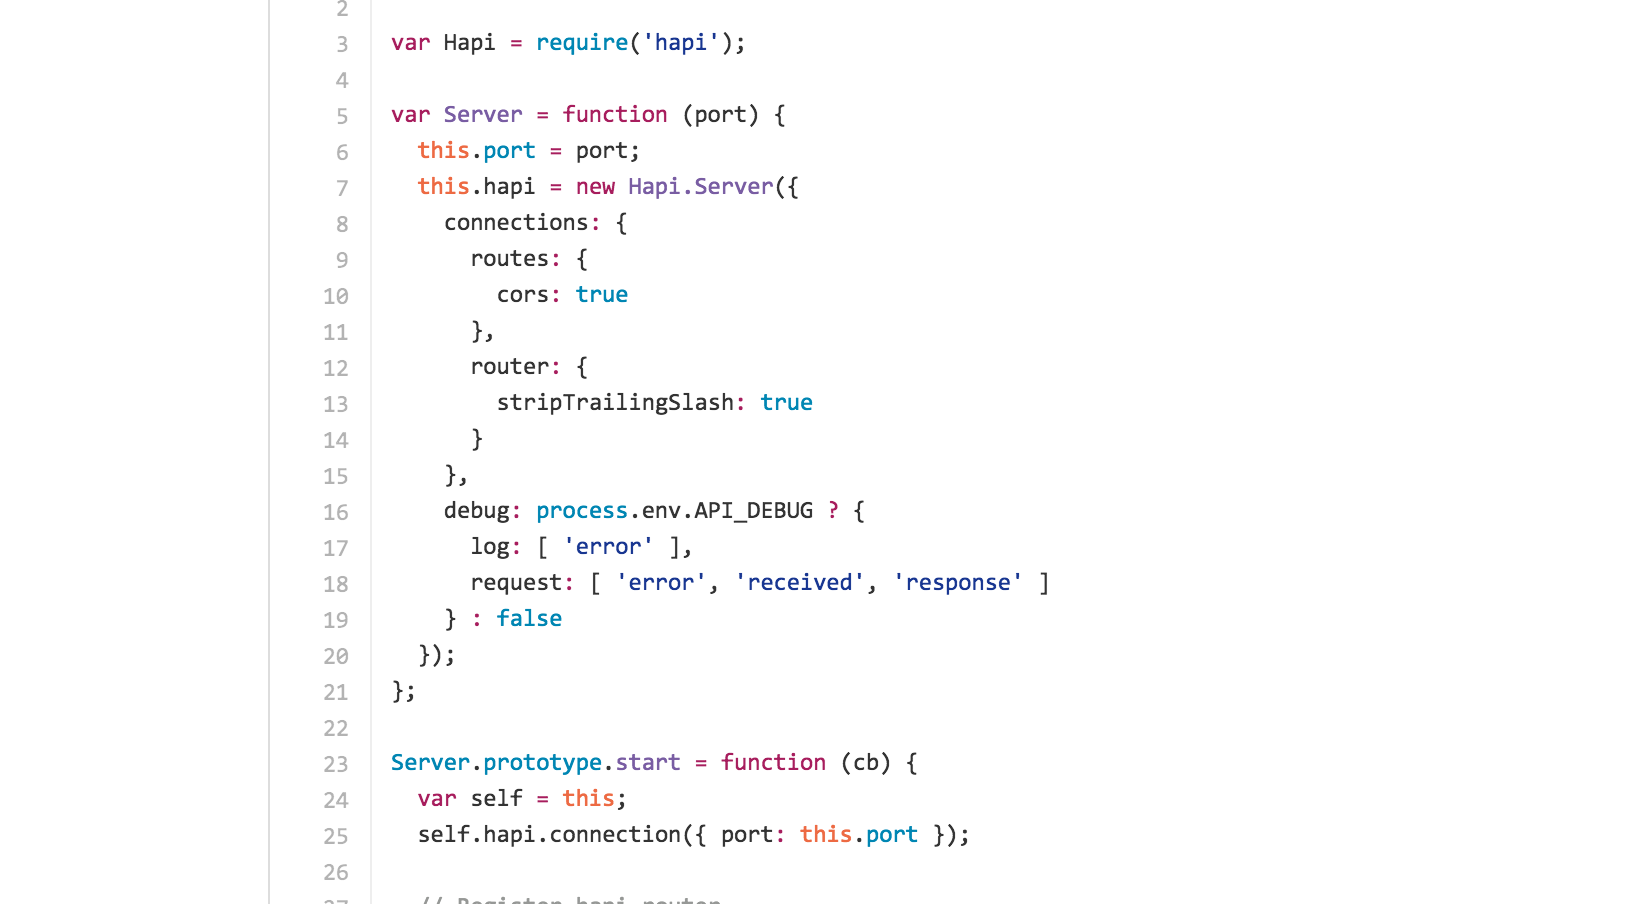 2
3 var Hapi = require('hapi');
4
5 var Server = function (port) {
6 this.port = port;
7 this.hapi = new Hapi.Server({
8 connections: {
9 routes: {
10 cors: true
11 },
12 router: {
13 stripTrailingSlash: true
14 }
15 },
16 debug: process.env.API_DEBUG ? {
17 log: [ 'error' ],
18 request: [ 'error', 'received', 'response' ]
19 } : false
20 });
21 };
22
23 Server.prototype.start = function (cb) {
24 var self = this;
25 self.hapi.connection({ port: this.port });
26
27 // Register hapi router